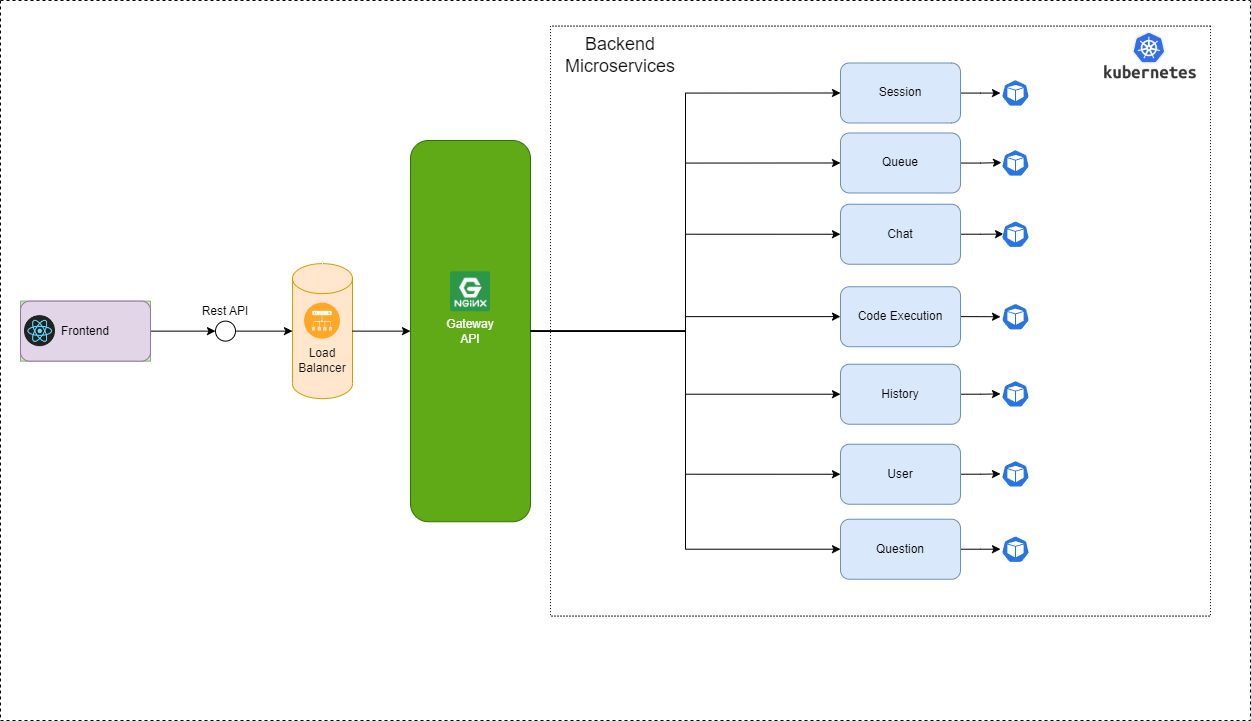 Backend
Microservices
kubernetes
Session
Queue
Chat
Rest API
Frontend
Load
Balancer
NGiNX
Gateway
API
Code Execution
History
User
Question